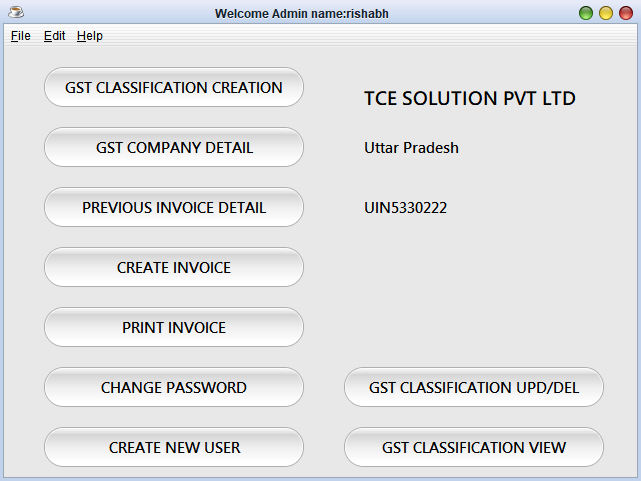 Welcome Admin name:rishabh
File Edit Help
GST CLASSIFICATION CREATION
TCE SOLUTION PVT LTD
GST COMPANY DETAIL
Uttar Pradesh
PREVIOUS INVOICE DETAIL
UIN5330222
CREATE INVOICE
PRINT INVOICE
CHANGE PASSWORD
GST CLASSIFICATION UPD/DEL
CREATE NEW USER
GST CLASSIFICATION VIEW